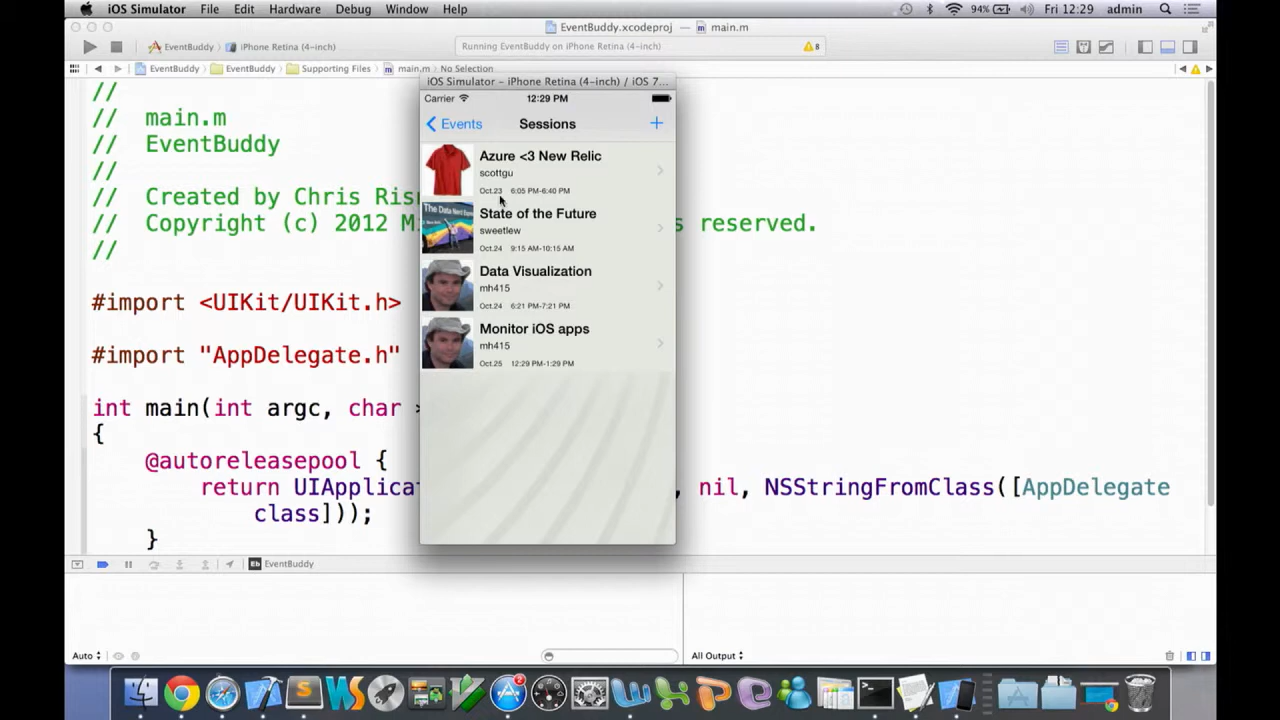 iOS Simulator File Edit Hardware Debug Window Help 94% Fri 12:29 admin
EventBuddy.xcodeproj — main.m
EventBuddy iPhone Retina (4-inch) Running EventBuddy on iPhone Retina (4-inch) 8
EventBuddy EventBuddy Supporting Files main.m No Selection
//
// main.m
// EventBuddy
//
// Created by Chris Ris
// Copyright (c) 2012 Mi s reserved.
//
#import <UIKit/UIKit.h>
#import "AppDelegate.h"
int main(int argc, char
{
@autoreleasepool {
return UIApplicat , nil, NSStringFromClass([AppDelegate
class]));
}
iOS Simulator – iPhone Retina (4-inch) / iOS 7...
Carrier 12:29 PM
Events Sessions +
Azure <3 New Relic
scottgu
Oct.23 6:05 PM-6:40 PM
State of the Future
sweetlew
Oct.24 9:15 AM-10:15 AM
Data Visualization
mh415
Oct.24 6:21 PM-7:21 PM
Monitor iOS apps
mh415
Oct.25 12:29 PM-1:29 PM
Eb EventBuddy
Auto All Output
2